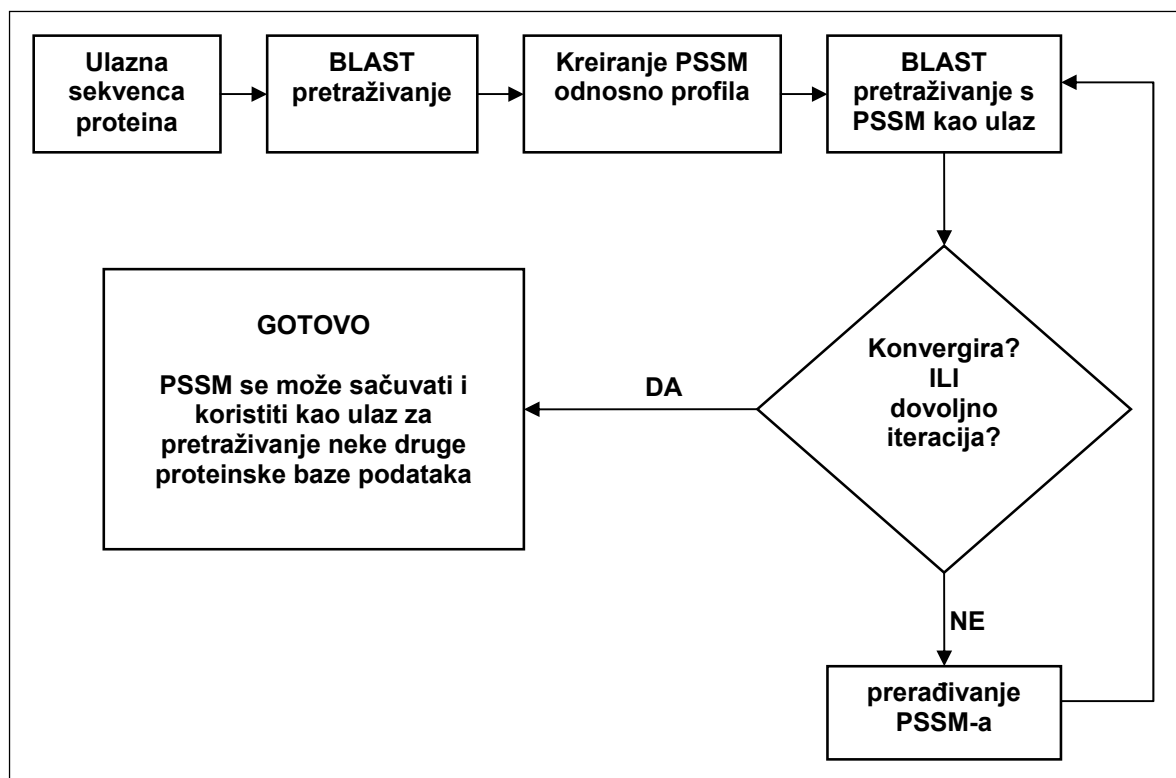 Ulazna
sekvenca
proteina
BLAST
pretraživanje
Kreiranje PSSM
odnosno profila
BLAST
pretraživanje s
PSSM kao ulaz
Konvergira?
ILI
dovoljno
iteracija?
DA
GOTOVO
PSSM se može sačuvati i
koristiti kao ulaz za
pretraživanje neke druge
proteinske baze podataka
NE
prerađivanje
PSSM-a